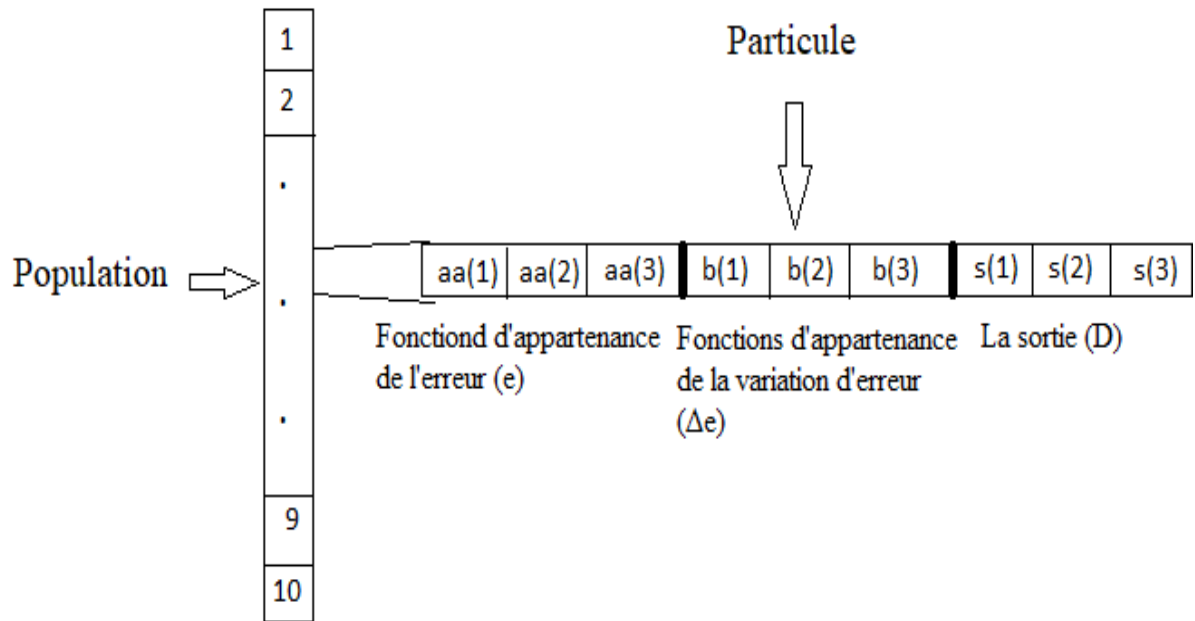 1
2
.
.
.
9
10
Population
Particule
aa(1) aa(2) aa(3) b(1) b(2) b(3) s(1) s(2) s(3)
Fonctiond d'appartenance
de l'erreur (e)
Fonctions d'appartenance
de la variation d'erreur
(Δe)
La sortie (D)